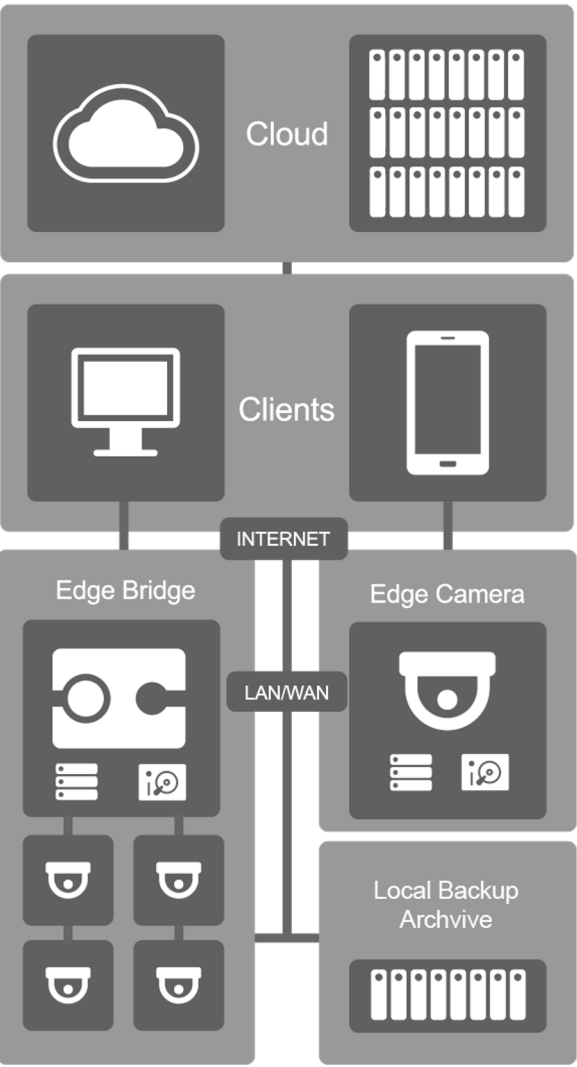 Cloud
Clients
INTERNET
Edge Bridge
Edge Camera
LAN/WAN
Local Backup
Archvive